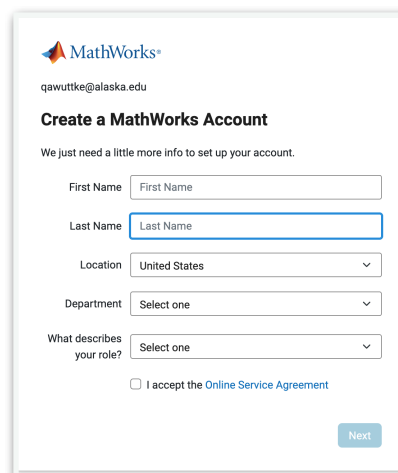 MathWorks®
qawuttke@alaska.edu
Create a MathWorks Account
We just need a little more info to set up your account.
First Name First Name
Last Name Last Name
Location United States
Department Select one
What describes
your role? Select one
I accept the Online Service Agreement
Next